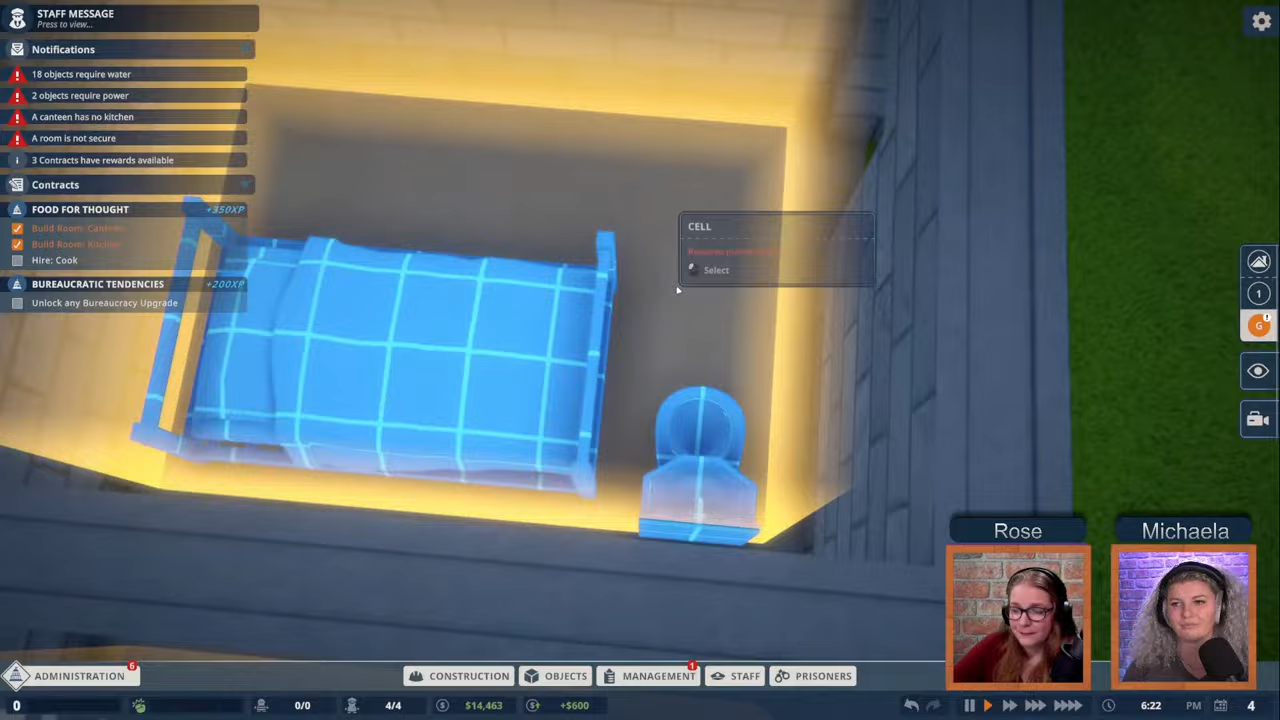 STAFF MESSAGE
Press to view...
Notifications
18 objects require water
2 objects require power
A canteen has no kitchen
A room is not secure
3 Contracts have rewards available
Contracts
FOOD FOR THOUGHT +350XP
Build Room: Canteen
Build Room: Kitchen
Hire: Cook
BUREAUCRATIC TENDENCIES +200XP
Unlock any Bureaucracy Upgrade
CELL
Select
1
G
Rose
Michaela
ADMINISTRATION 6
CONSTRUCTION
OBJECTS
MANAGEMENT 1
STAFF
PRISONERS
0
0/0
4/4
$14,463
+$600
6:22 PM
4